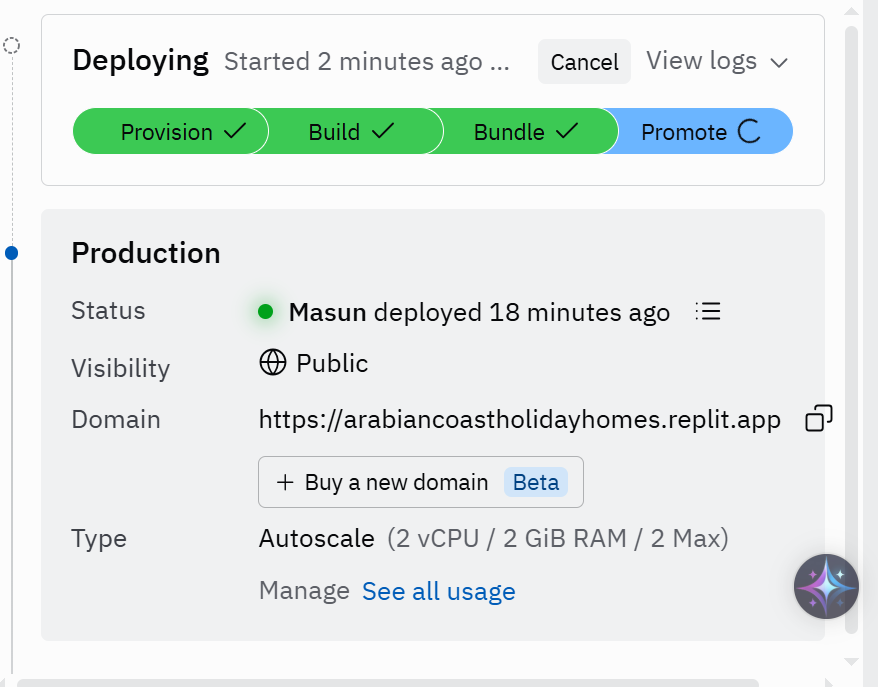 Deploying Started 2 minutes ago ... Cancel View logs
Provision Build Bundle Promote
Production
Status Masun deployed 18 minutes ago
Visibility Public
Domain https://arabiancoastholidayhomes.replit.app
+ Buy a new domain Beta
Type Autoscale (2 vCPU / 2 GiB RAM / 2 Max)
Manage See all usage